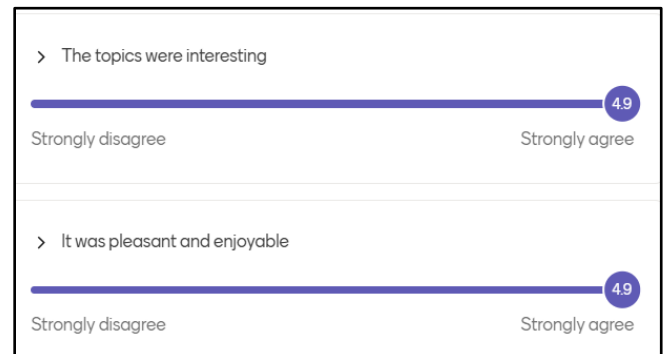 The topics were interesting
4.9
Strongly disagree Strongly agree
It was pleasant and enjoyable
4.9
Strongly disagree Strongly agree